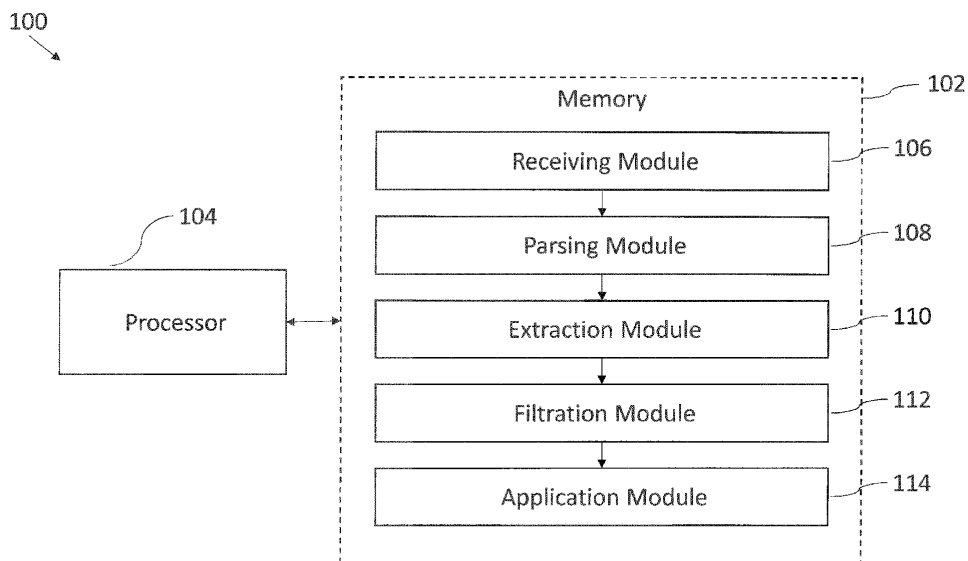 100
Memory
102
Receiving Module
106
104
Parsing Module
108
Processor
Extraction Module
110
Filtration Module
112
Application Module
114